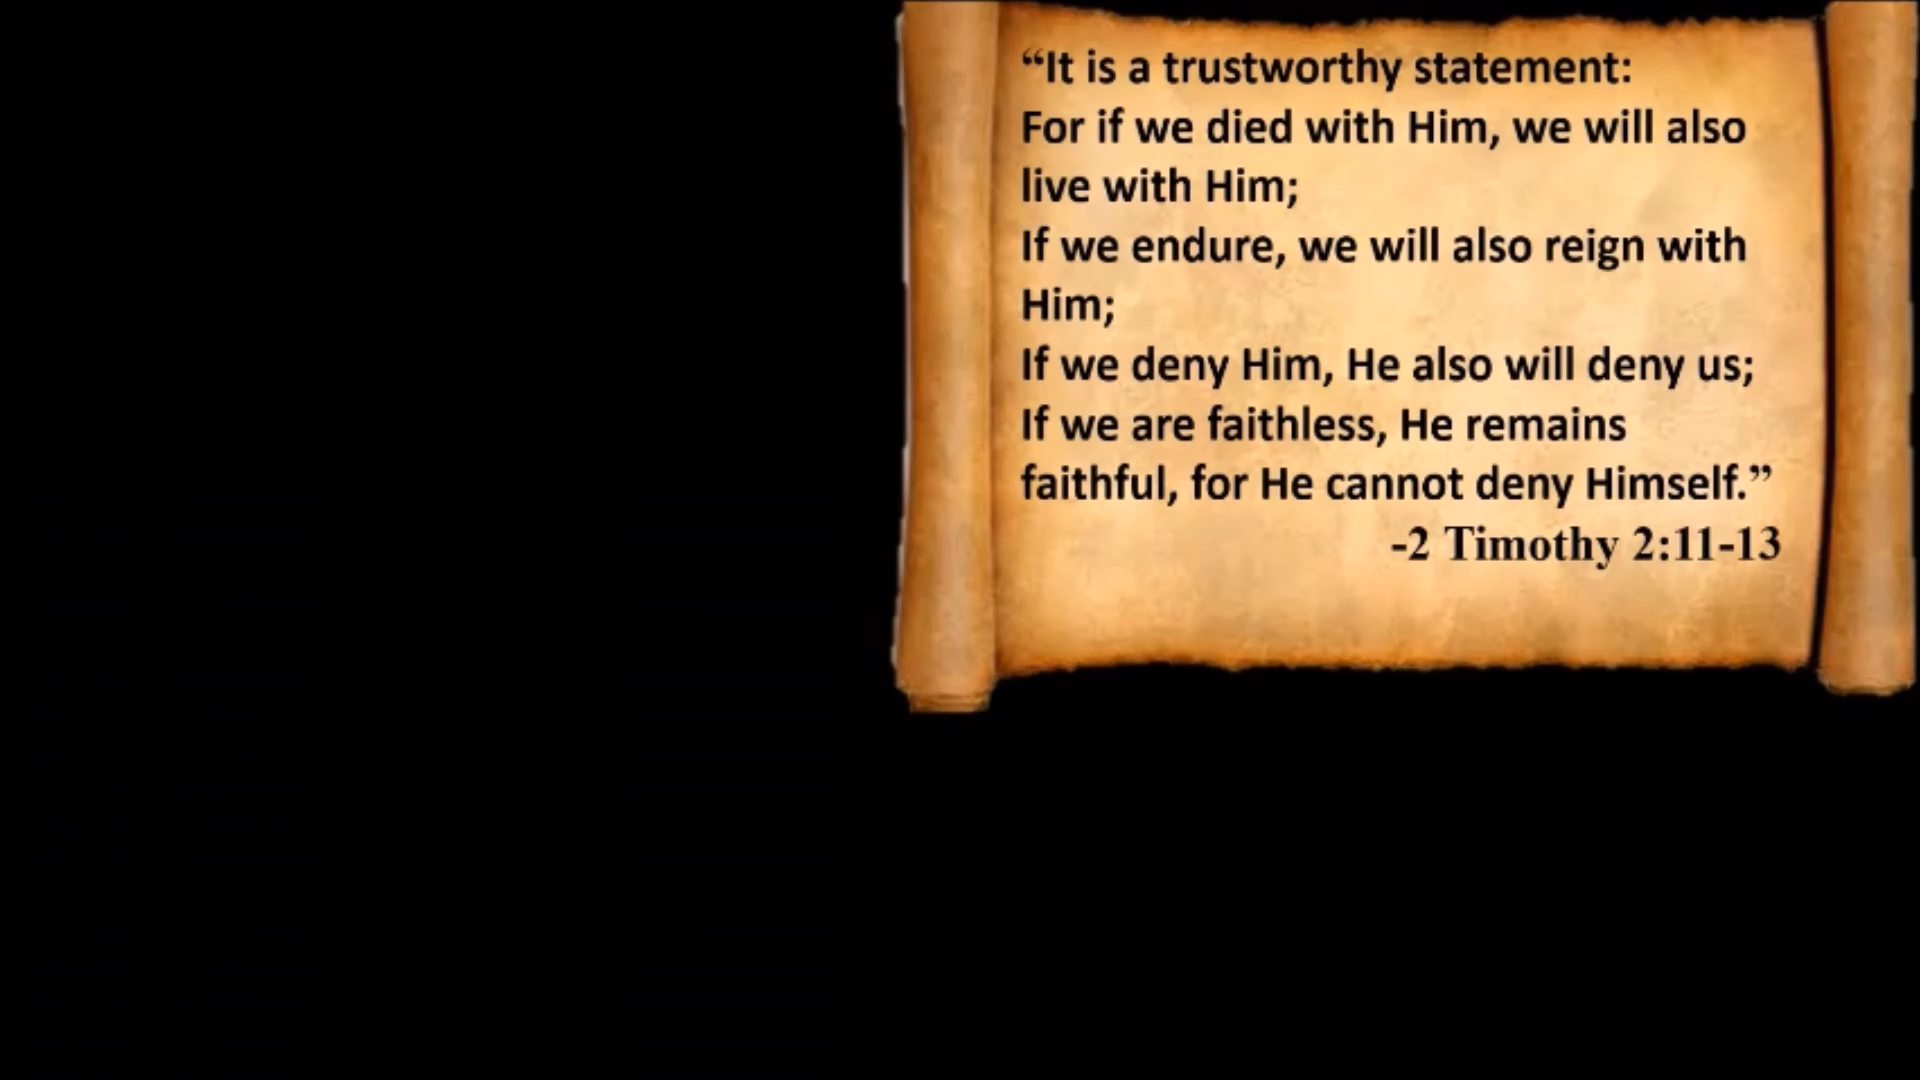 “It is a trustworthy statement:
For if we died with Him, we will also
live with Him;
If we endure, we will also reign with
Him;
If we deny Him, He also will deny us;
If we are faithless, He remains
faithful, for He cannot deny Himself.”
-2 Timothy 2:11-13